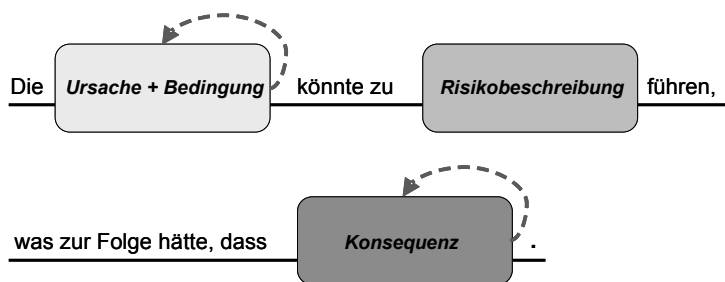 Die Ursache + Bedingung könnte zu Risikobeschreibung führen,
was zur Folge hätte, dass Konsequenz .